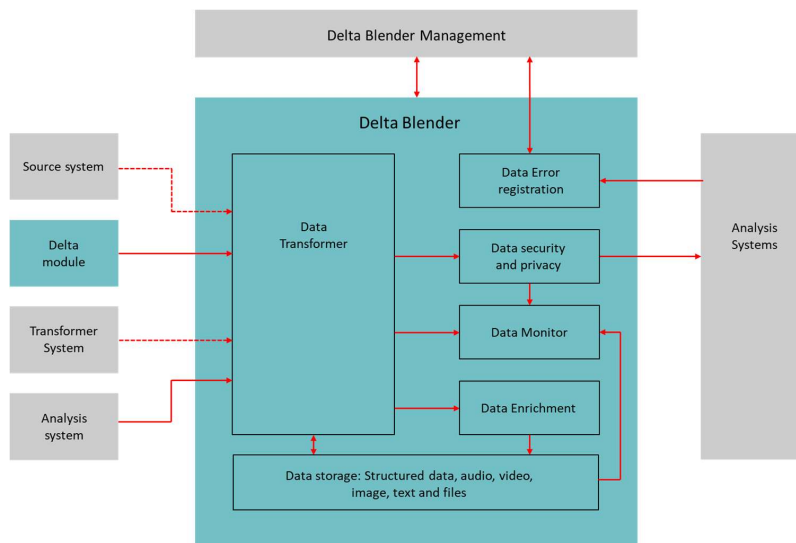 Delta Blender Management
Delta Blender
Source system
Delta
module
Transformer
System
Analysis
system
Data
Transformer
Data Error
registration
Data security
and privacy
Data Monitor
Data Enrichment
Data storage: Structured data, audio, video,
image, text and files
Analysis
Systems